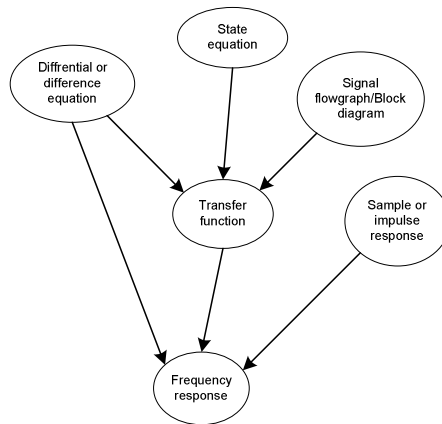 State
equation
Diffrential or
difference
equation
Signal
flowgraph/Block
diagram
Transfer
function
Sample or
impulse
response
Frequency
response